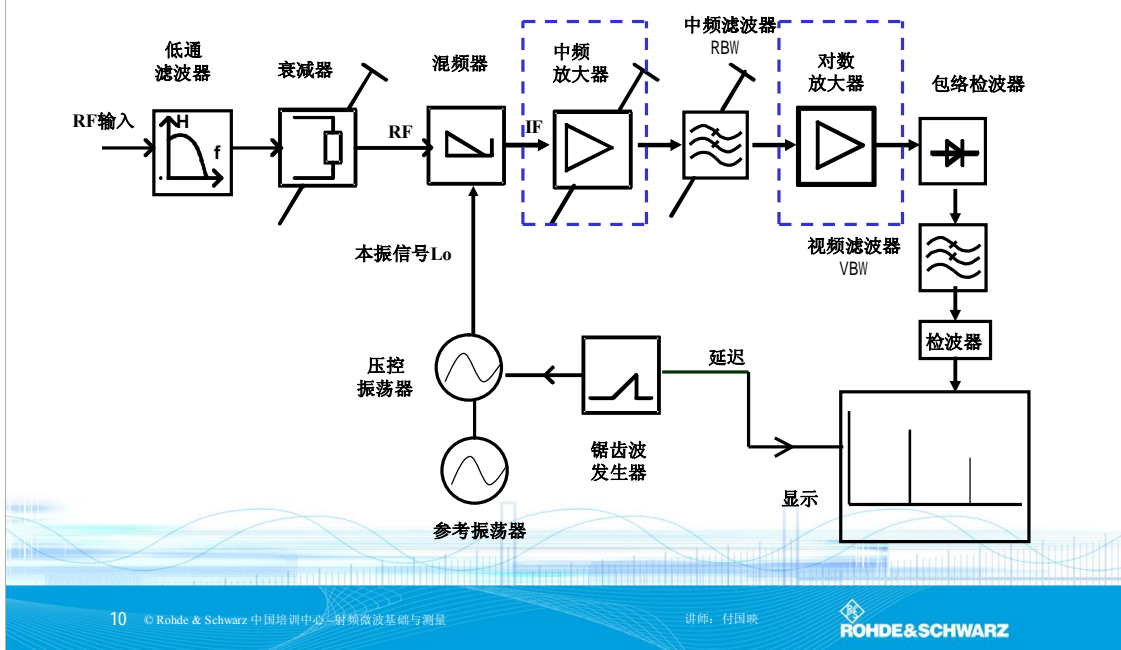 低通
滤波器
衰减器
混频器
中频
放大器
中频滤波器
RBW
对数
放大器
包络检波器
RF输入
H
f
RF
IF
本振信号Lo
视频滤波器
VBW
检波器
压控
振荡器
延迟
锯齿波
发生器
显示
参考振荡器
10
© Rohde & Schwarz 中国培训中心 –射频微波基础与测量
讲师：付国映
ROHDE&SCHWARZ